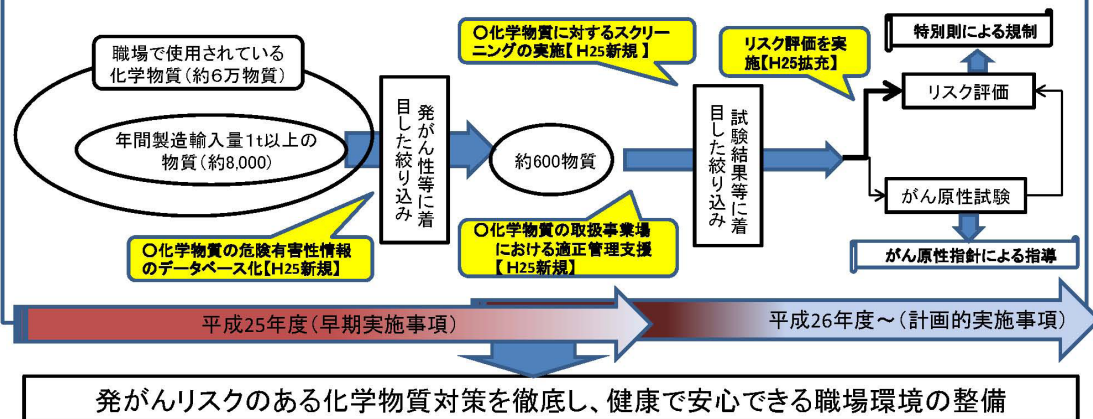 職場で使用されている
化学物質(約6万物質)
年間製造輸入量1t以上の
物質(約8,000)
〇化学物質の危険有害性情報
のデータベース化【H25新規】
発がん性等に着
目した絞り込み
〇化学物質に対するスクリー
ニングの実施【H25新規】
約600物質
〇化学物質の取扱事業場
における適正管理支援
【H25新規】
試験結果等に着
目した絞り込み
リスク評価を実
施【H25拡充】
特別則による規制
リスク評価
がん原性試験
がん原性指針による指導
平成25年度(早期実施事項)
平成26年度~(計画的実施事項)
発がんリスクのある化学物質対策を徹底し、健康で安心できる職場環境の整備